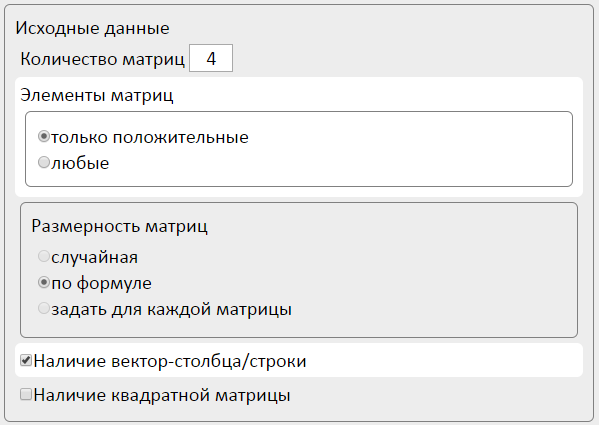 Исходные данные
Количество матриц 4
Элементы матриц
только положительные
любые
Размерность матриц
случайная
по формуле
задать для каждой матрицы
Наличие вектор-столбца/строки
Наличие квадратной матрицы